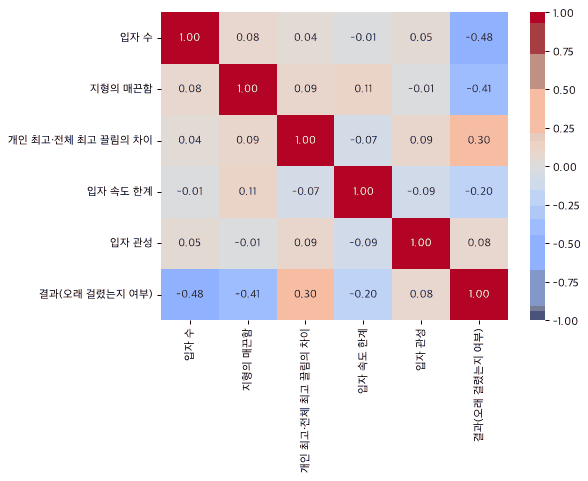 입자 수 1.00 0.08 0.04 -0.01 0.05 -0.48
지형의 매끈함 0.08 1.00 0.09 0.11 -0.01 -0.41
개인 최고·전체 최고 끌림의 차이 0.04 0.09 1.00 -0.07 0.09 0.30
입자 속도 한계 -0.01 0.11 -0.07 1.00 -0.09 -0.20
입자 관성 0.05 -0.01 0.09 -0.09 1.00 0.08
결과(오래 걸렸는지 여부) -0.48 -0.41 0.30 -0.20 0.08 1.00
입자 수
지형의 매끈함
개인 최고·전체 최고 끌림의 차이
입자 속도 한계
입자 관성
결과(오래 걸렸는지 여부)
1.00
0.75
0.50
0.25
0.00
-0.25
-0.50
-0.75
-1.00